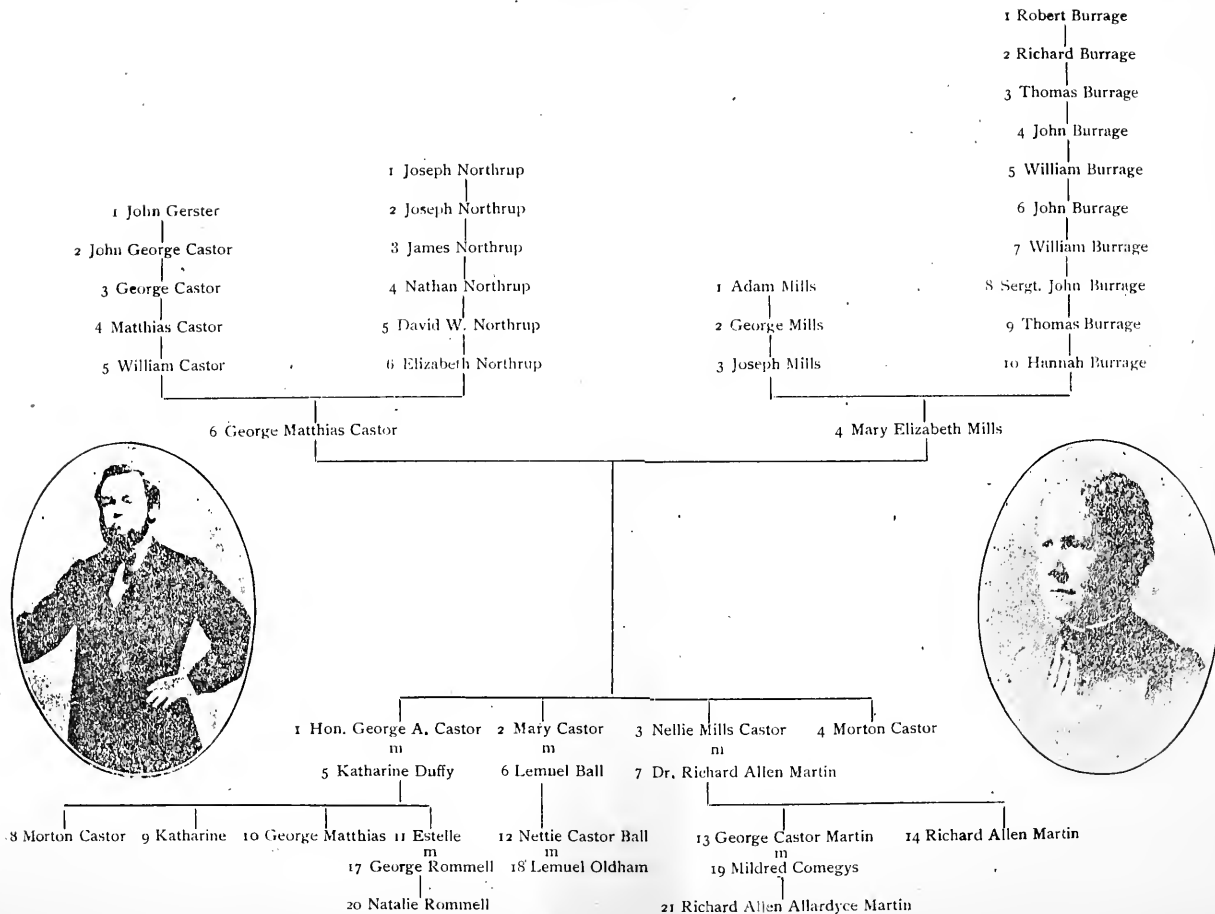 1 Robert Burrage
2 Richard Burrage
3 Thomas Burrage
4 John Burrage
1 Joseph Northrup
5 William Burrage
1 John Gerster
2 Joseph Northrup
6 John Burrage
2 John George Castor
3 James Northrup
7 William Burrage
3 George Castor
4 Nathan Northrup
1 Adam Mills
8 Sergt. John Burrage
4 Matthias Castor
5 David W. Northrup
2 George Mills
9 Thomas Burrage
5 William Castor
6 Elizabeth Northrup
3 Joseph Mills
10 Hannah Burrage
6 George Matthias Castor
4 Mary Elizabeth Mills
1 Hon. George A. Castor
2 Mary Castor
3 Nellie Mills Castor
4 Morton Castor
m
m
m
5 Katharine Duffy
6 Lemuel Ball
7 Dr. Richard Allen Martin
8 Morton Castor
9 Katharine
10 George Matthias
11 Estelle
12 Nettie Castor Ball
13 George Castor Martin
14 Richard Allen Martin
m
m
m
17 George Rommell
18 Lemuel Oldham
19 Mildred Comegys
20 Natalie Rommell
21 Richard Allen Allardyce Martin